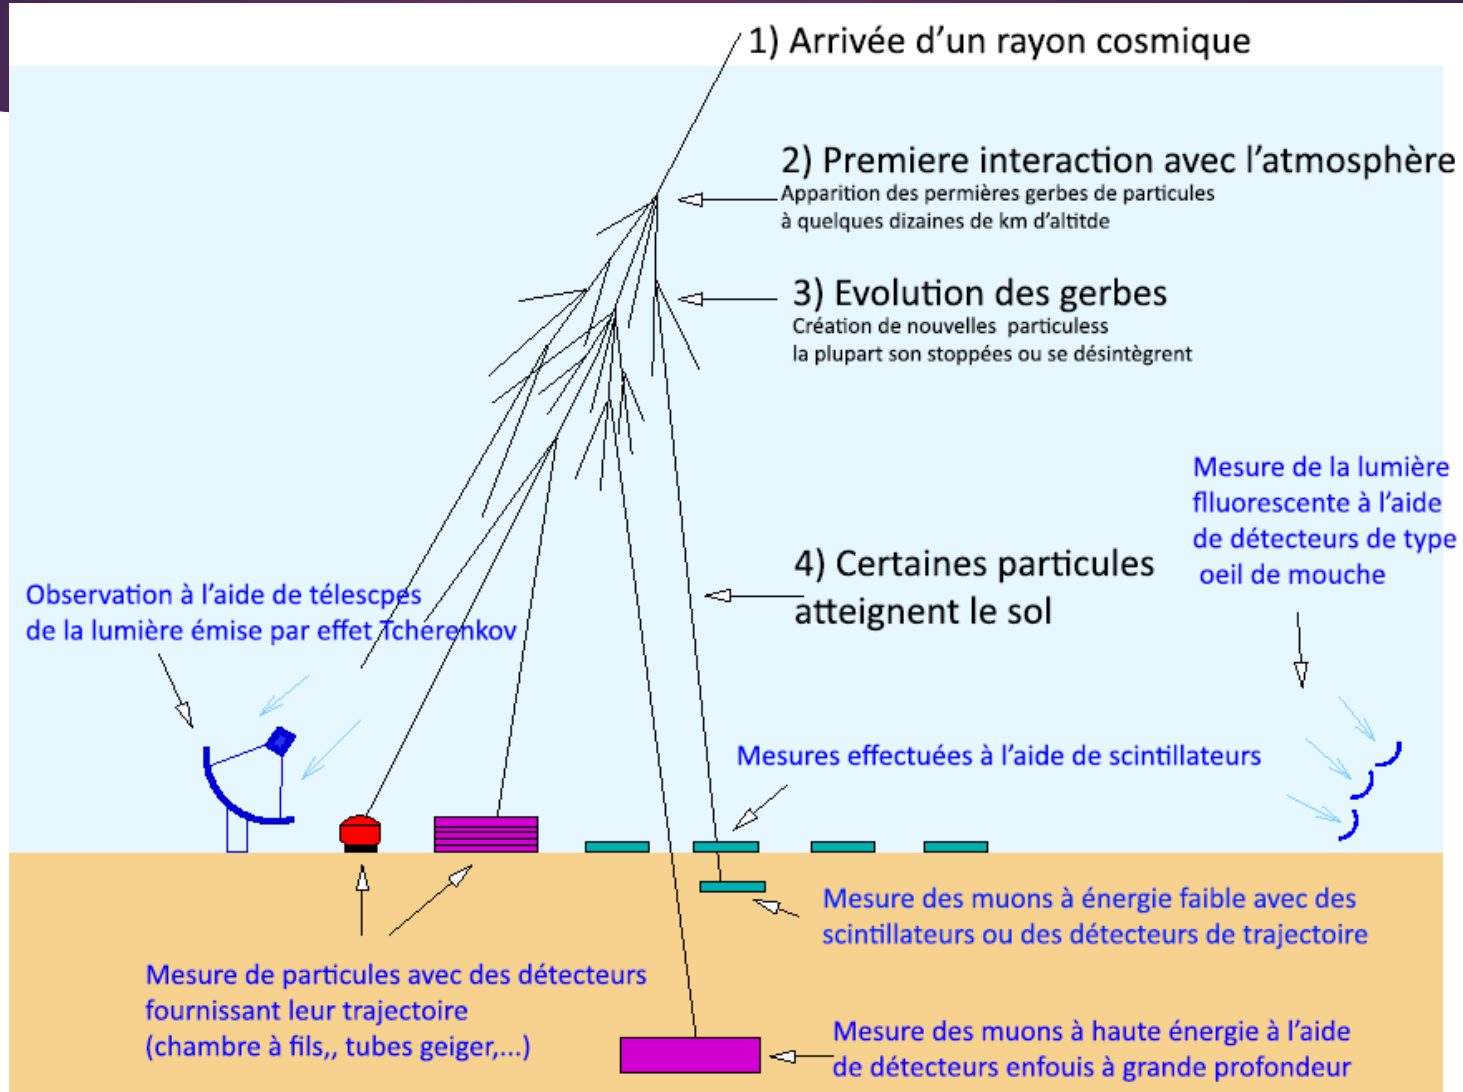 1) Arrivée d'un rayon cosmique
2) Premiere interaction avec l'atmosphère
Apparition des permières gerbes de particules
à quelques dizaines de km d'altitde
3) Evolution des gerbes
Création de nouvelles particuless
la plupart son stoppées ou se désintègrent
Mesure de la lumière
flluorescente à l'aide
de détecteurs de type
oeil de mouche
4) Certaines particules
atteignent le sol
Observation à l'aide de télescpes
de la lumière émise par effet Tcherenkov
Mesures effectuées à l'aide de scintillateurs
Mesure des muons à énergie faible avec des
scintillateurs ou des détecteurs de trajectoire
Mesure de particules avec des détecteurs
fournissant leur trajectoire
(chambre à fils,, tubes geiger,...)
Mesure des muons à haute énergie à l'aide
de détecteurs enfouis à grande profondeur